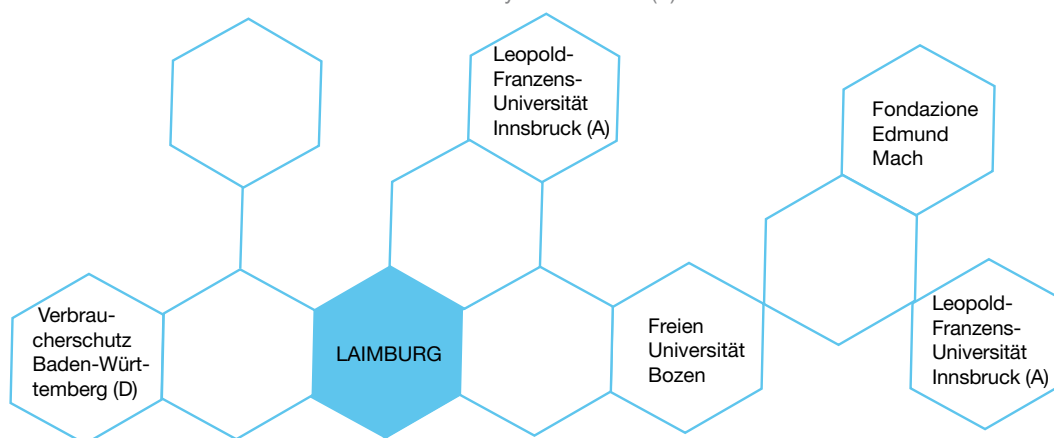 Leopold-
Franzens-
Universität
Innsbruck (A)
Fondazione
Edmund
Mach
Verbrau-
cherschutz
Baden-Würt-
temberg (D)
LAIMBURG
Freien
Universität
Bozen
Leopold-
Franzens-
Universität
Innsbruck (A)